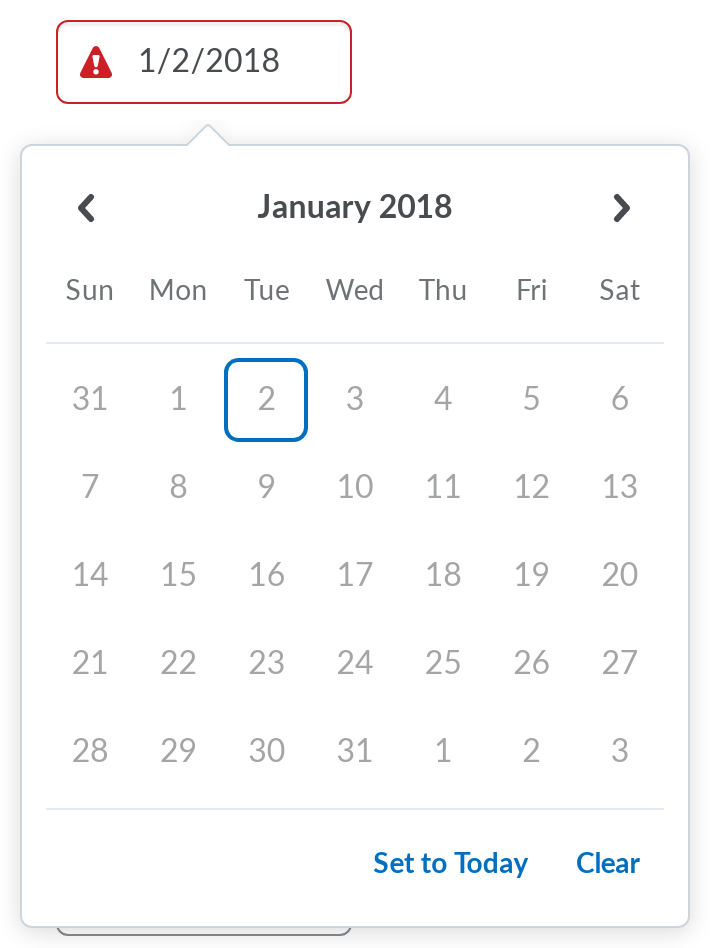 1/2/2018
January 2018
Sun Mon Tue Wed Thu Fri Sat
31 1 2 3 4 5 6
7 8 9 10 11 12 13
14 15 16 17 18 19 20
21 22 23 24 25 26 27
28 29 30 31 1 2 3
Set to Today Clear